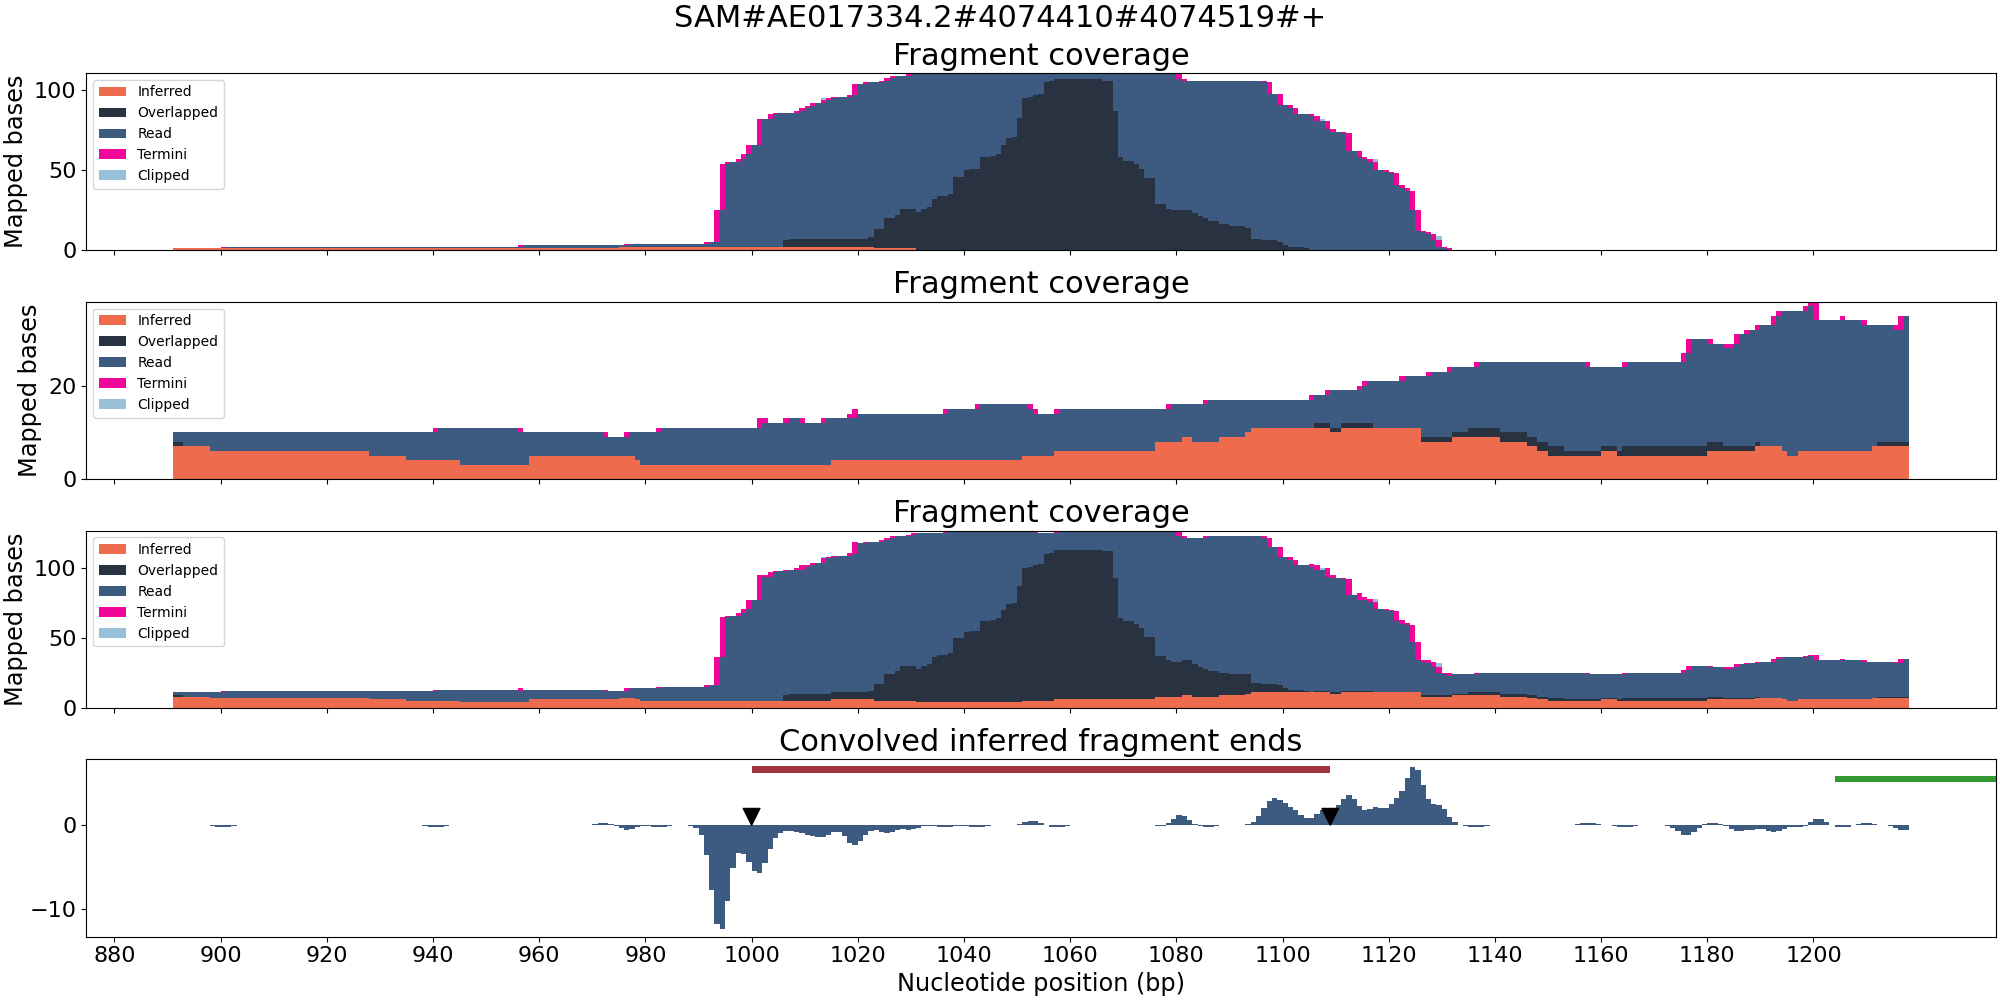 SAM#AE017334.2#4074410#4074519#+
Fragment coverage
Mapped bases
100
50
0
Inferred
Overlapped
Read
Termini
Clipped
Fragment coverage
Mapped bases
20
0
Inferred
Overlapped
Read
Termini
Clipped
Fragment coverage
Mapped bases
100
50
0
Inferred
Overlapped
Read
Termini
Clipped
Convolved inferred fragment ends
0
−10
880 900 920 940 960 980 1000 1020 1040 1060 1080 1100 1120 1140 1160 1180 1200
Nucleotide position (bp)